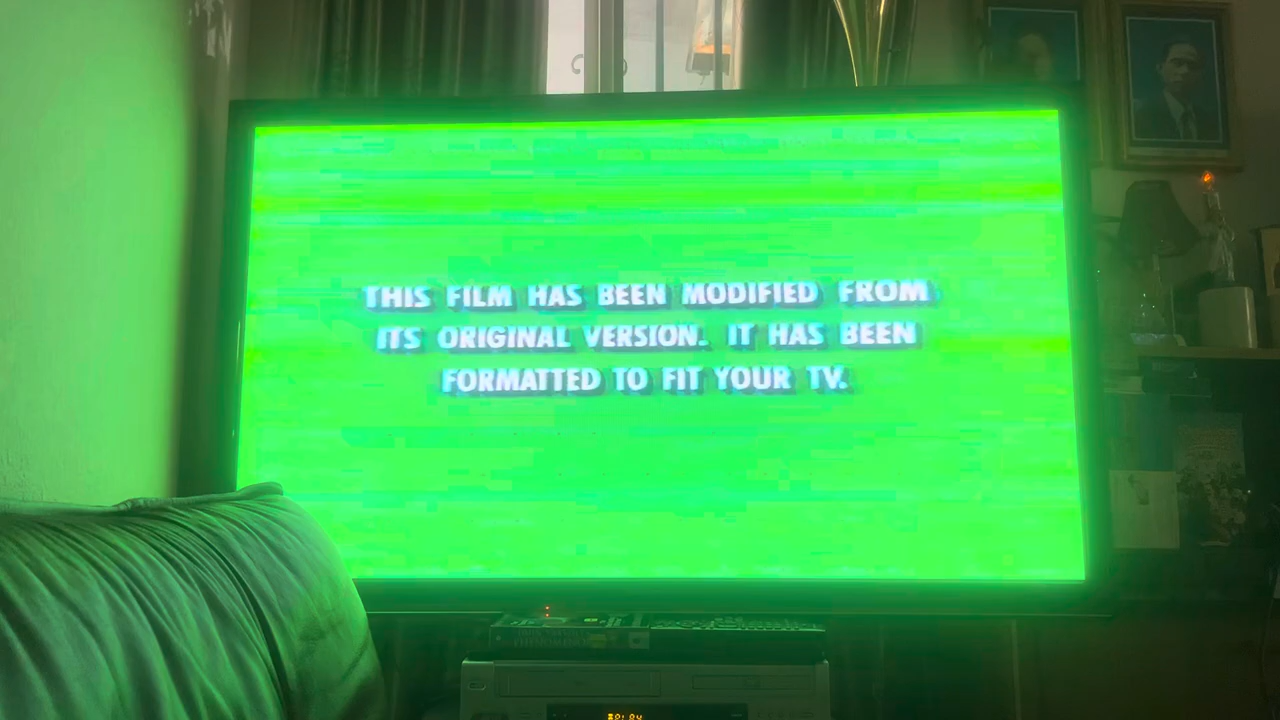 THIS FILM HAS BEEN MODIFIED FROM
ITS ORIGINAL VERSION. IT HAS BEEN
FORMATTED TO FIT YOUR TV.